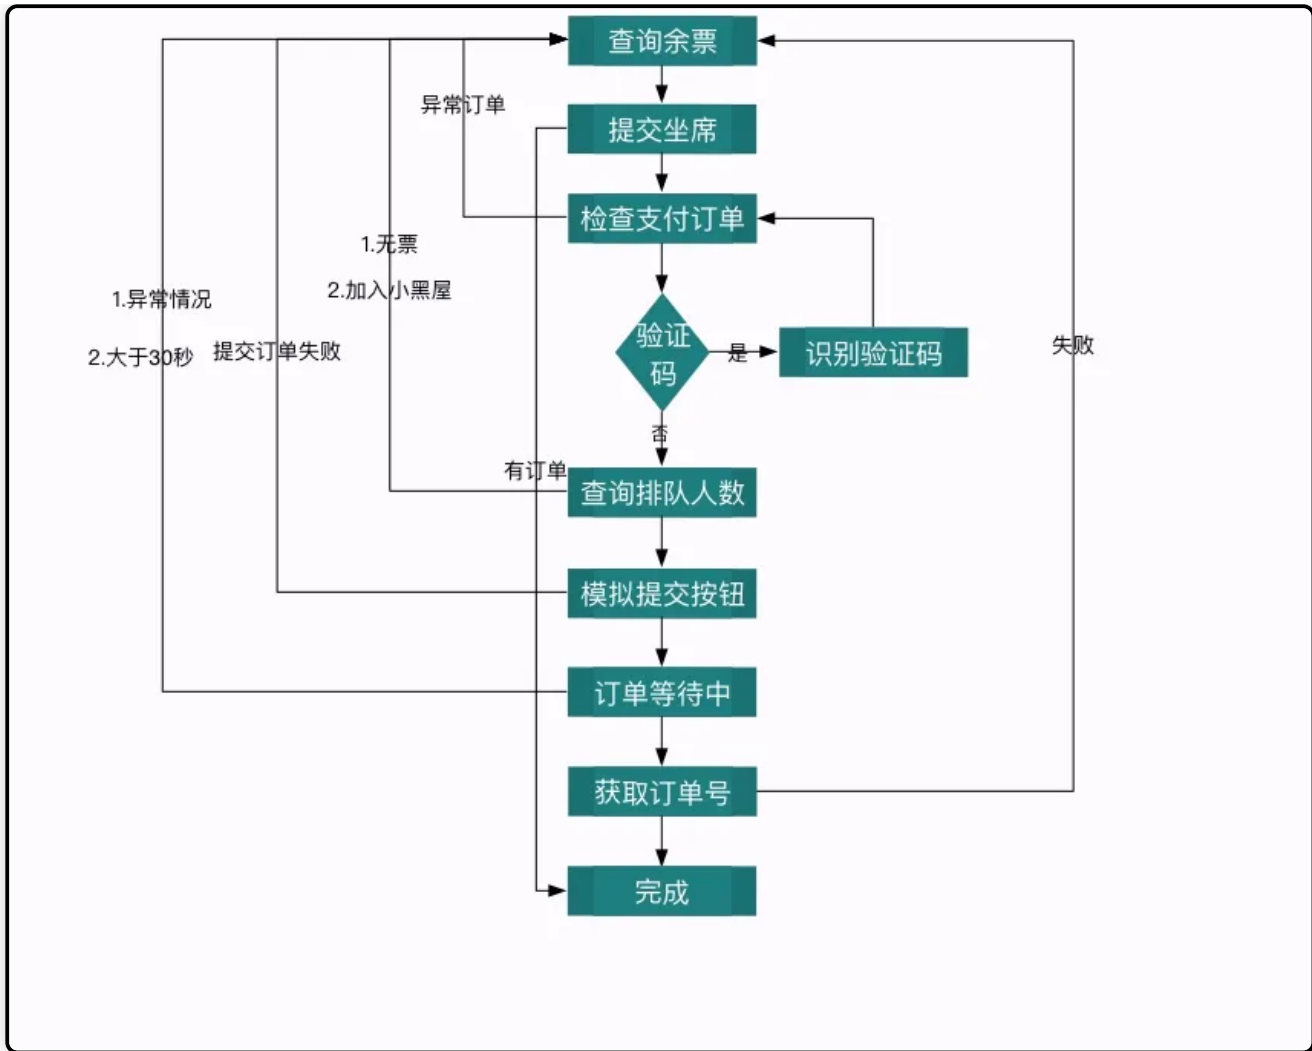 查询余票
异常订单
提交坐席
检查支付订单
1.无票
2.加入小黑屋
1.异常情况
2.大于30秒
提交订单失败
验证
码
是
识别验证码
失败
否
有订单
查询排队人数
模拟提交按钮
订单等待中
获取订单号
完成